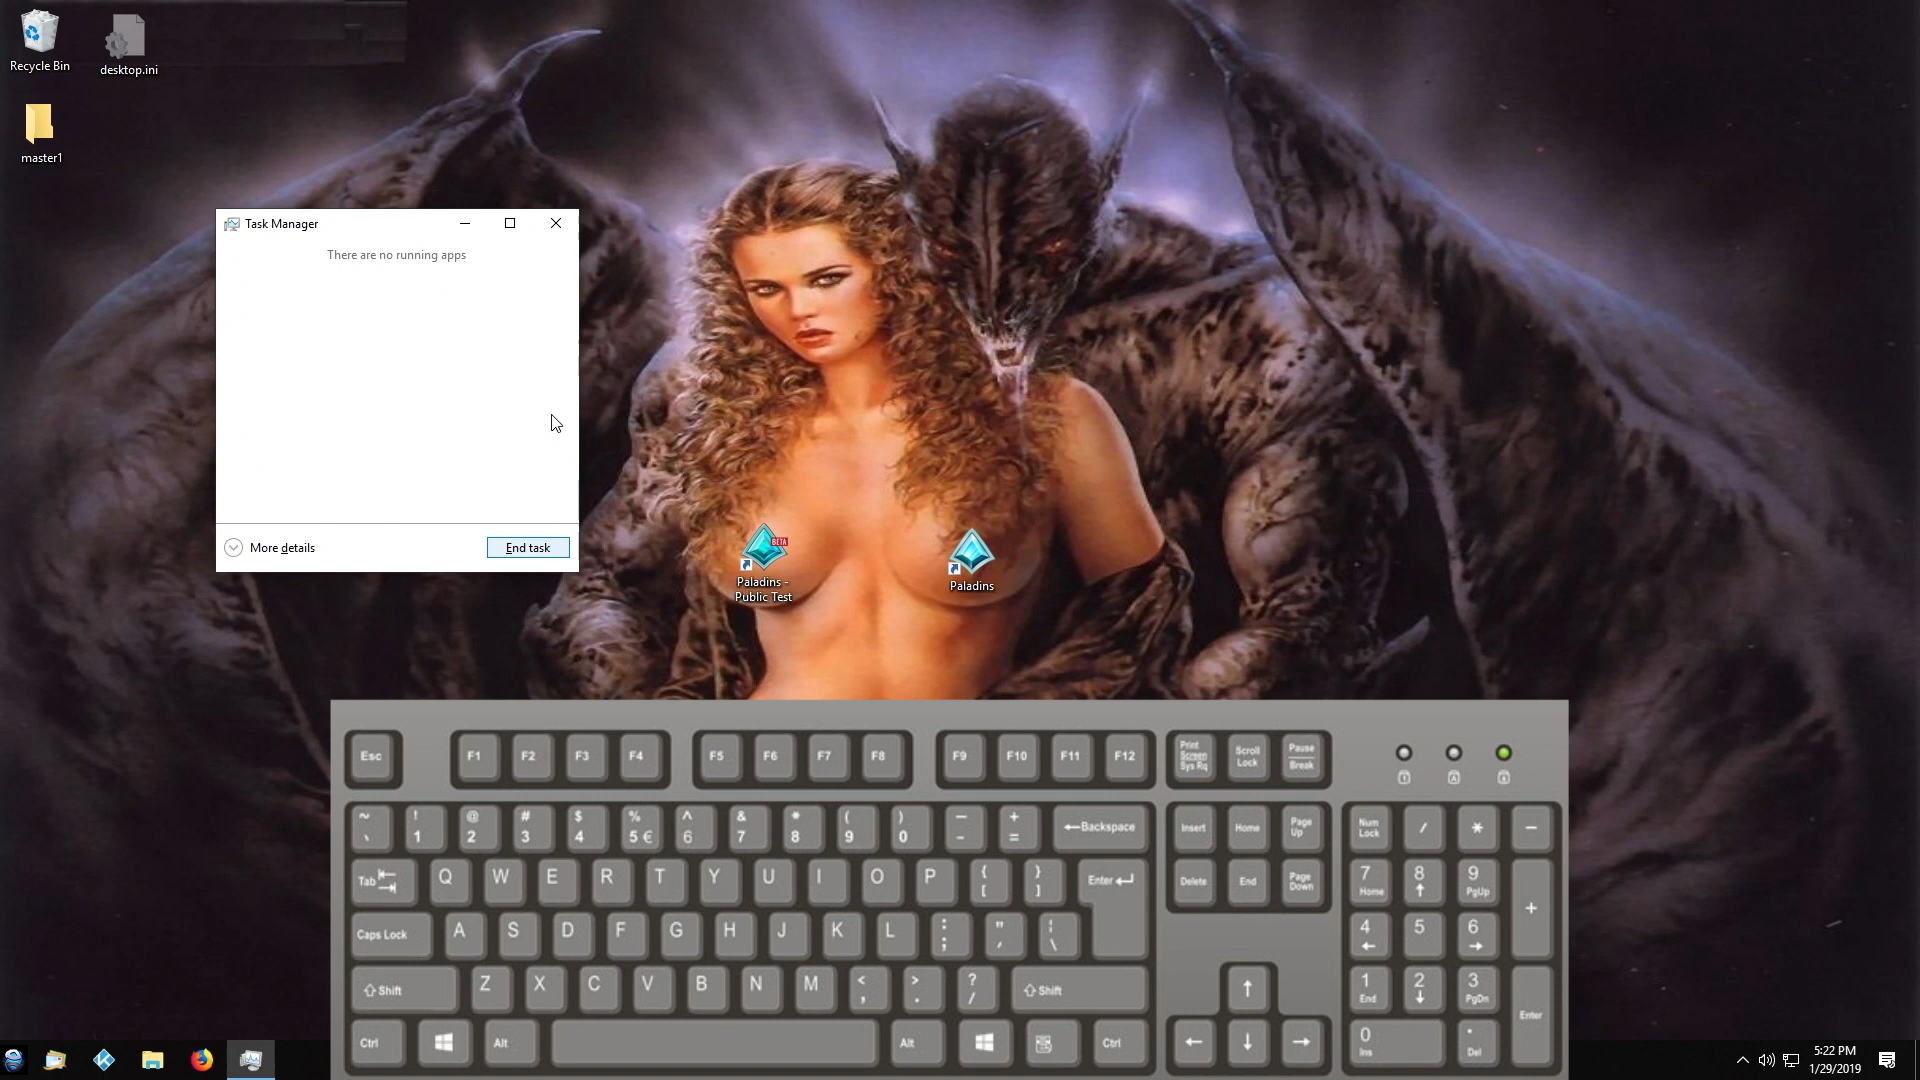 Recycle Bin
desktop.ini
master1
Task Manager
There are no running apps
More details
End task
BETA
Paladins -
Public Test
Paladins
Esc
F1
F2
F3
F4
F5
F6
F7
F8
F9
F10
F11
F12
Print
Screen
Sys Rq
Scroll
Lock
Pause
Break
~
! 1
@ 2
# 3
$ 4
% 5 €
^ 6
& 7
* 8
( 9
) 0
_ -
+ =
←Backspace
Insert
Home
Page
Up
Num
Lock
/
*
-
Tab
Q
W
E
R
T
Y
U
I
O
P
{ [
} ]
Enter
Delete
End
Page
Down
7
Home
8
↑
9
PgUp
+
Caps Lock
A
S
D
F
G
H
J
K
L
: ;
" '
¦ \
4
←
5
6
→
⇧ Shift
Z
X
C
V
B
N
M
< ,
> .
? /
⇧ Shift
↑
1
End
2
↓
3
PgDn
Enter
Ctrl
Alt
Alt
Ctrl
←
↓
→
0
Ins
.
Del
5:22 PM
1/29/2019